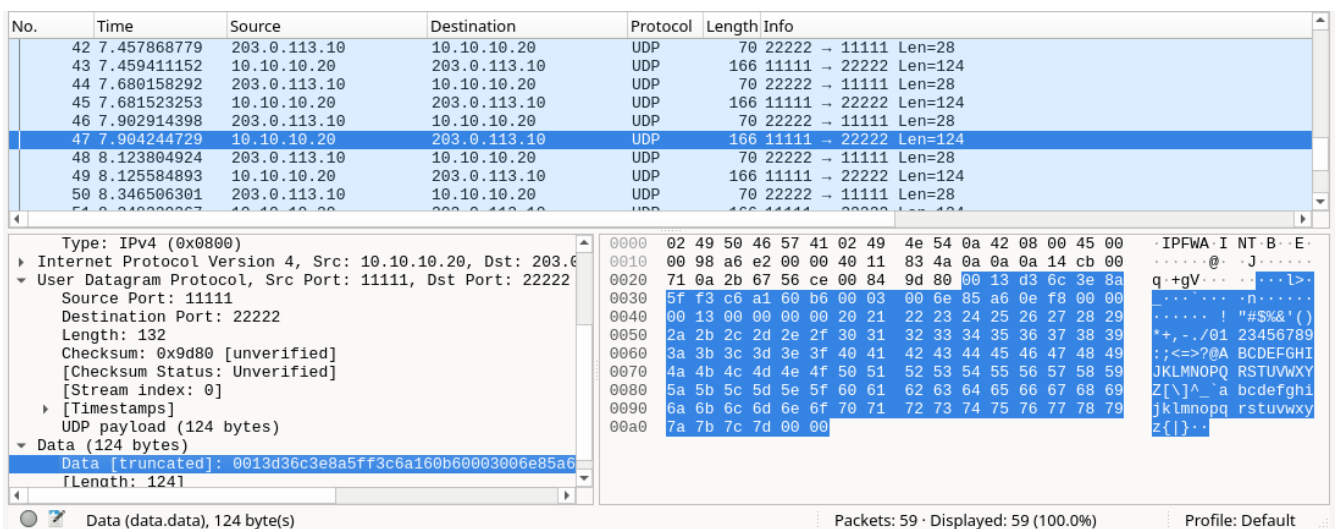 No. Time Source Destination Protocol Length Info
42 7.457868779 203.0.113.10 10.10.10.20 UDP 70 22222 → 11111 Len=28
43 7.459411152 10.10.10.20 203.0.113.10 UDP 166 11111 → 22222 Len=124
44 7.680158292 203.0.113.10 10.10.10.20 UDP 70 22222 → 11111 Len=28
45 7.681523253 10.10.10.20 203.0.113.10 UDP 166 11111 → 22222 Len=124
46 7.902914398 203.0.113.10 10.10.10.20 UDP 70 22222 → 11111 Len=28
47 7.904244729 10.10.10.20 203.0.113.10 UDP 166 11111 → 22222 Len=124
48 8.123804924 203.0.113.10 10.10.10.20 UDP 70 22222 → 11111 Len=28
49 8.125584893 10.10.10.20 203.0.113.10 UDP 166 11111 → 22222 Len=124
50 8.346506301 203.0.113.10 10.10.10.20 UDP 70 22222 → 11111 Len=28
Type: IPv4 (0x0800)
Internet Protocol Version 4, Src: 10.10.10.20, Dst: 203.0
User Datagram Protocol, Src Port: 11111, Dst Port: 22222
Source Port: 11111
Destination Port: 22222
Length: 132
Checksum: 0x9d80 [unverified]
[Checksum Status: Unverified]
[Stream index: 0]
[Timestamps]
UDP payload (124 bytes)
Data (124 bytes)
Data [truncated]: 0013d36c3e8a5ff3c6a160b60003006e85a6
[Length: 124]
0000 02 49 50 46 57 41 02 49 4e 54 0a 42 08 00 45 00 ·IPFWA·I NT·B··E·
0010 00 98 a6 e2 00 00 40 11 83 4a 0a 0a 0a 14 cb 00 ······@· ·J······
0020 71 0a 2b 67 56 ce 00 84 9d 80 00 13 d3 6c 3e 8a q·+gV··· ·····l>·
0030 5f f3 c6 a1 60 b6 00 03 00 6e 85 a6 0e f8 00 00 _···`··· ·n······
0040 00 13 00 00 00 00 20 21 22 23 24 25 26 27 28 29 ······ ! "#$%&'()
0050 2a 2b 2c 2d 2e 2f 30 31 32 33 34 35 36 37 38 39 *+,-./01 23456789
0060 3a 3b 3c 3d 3e 3f 40 41 42 43 44 45 46 47 48 49 :;<=>?@A BCDEFGHI
0070 4a 4b 4c 4d 4e 4f 50 51 52 53 54 55 56 57 58 59 JKLMNOPQ RSTUVWXY
0080 5a 5b 5c 5d 5e 5f 60 61 62 63 64 65 66 67 68 69 Z[\]^_`a bcdefghi
0090 6a 6b 6c 6d 6e 6f 70 71 72 73 74 75 76 77 78 79 jklmnopq rstuvwxy
00a0 7a 7b 7c 7d 00 00 z{|}··
Data (data.data), 124 byte(s) Packets: 59 · Displayed: 59 (100.0%) Profile: Default